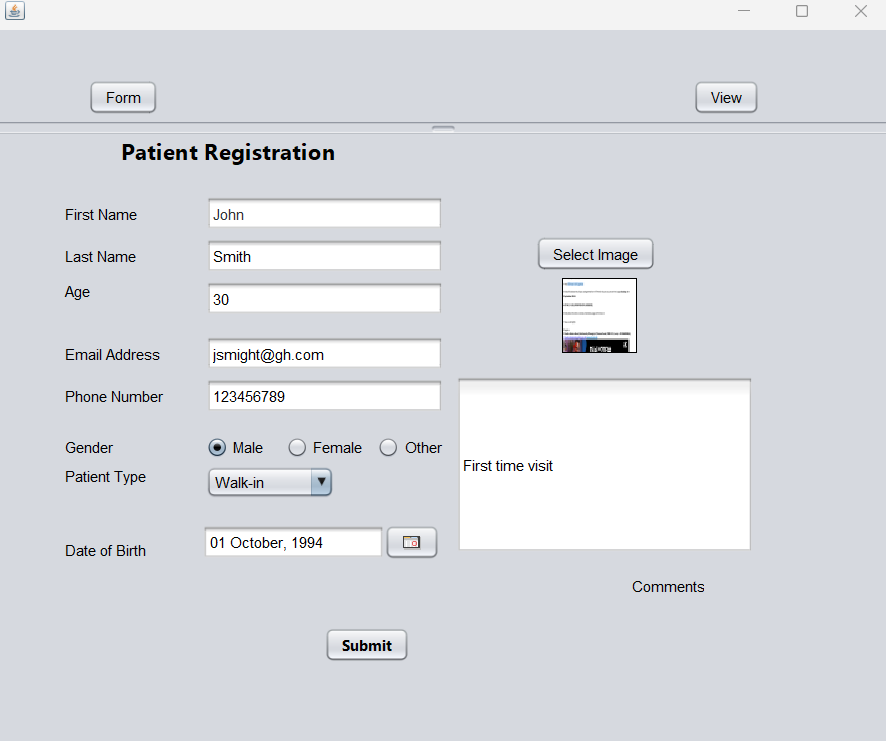 Form
View
Patient Registration
First Name
John
Last Name
Smith
Select Image
Age
30
Email Address
jsmight@gh.com
Phone Number
123456789
Gender
Male
Female
Other
Patient Type
Walk-in
First time visit
Date of Birth
01 October, 1994
Comments
Submit